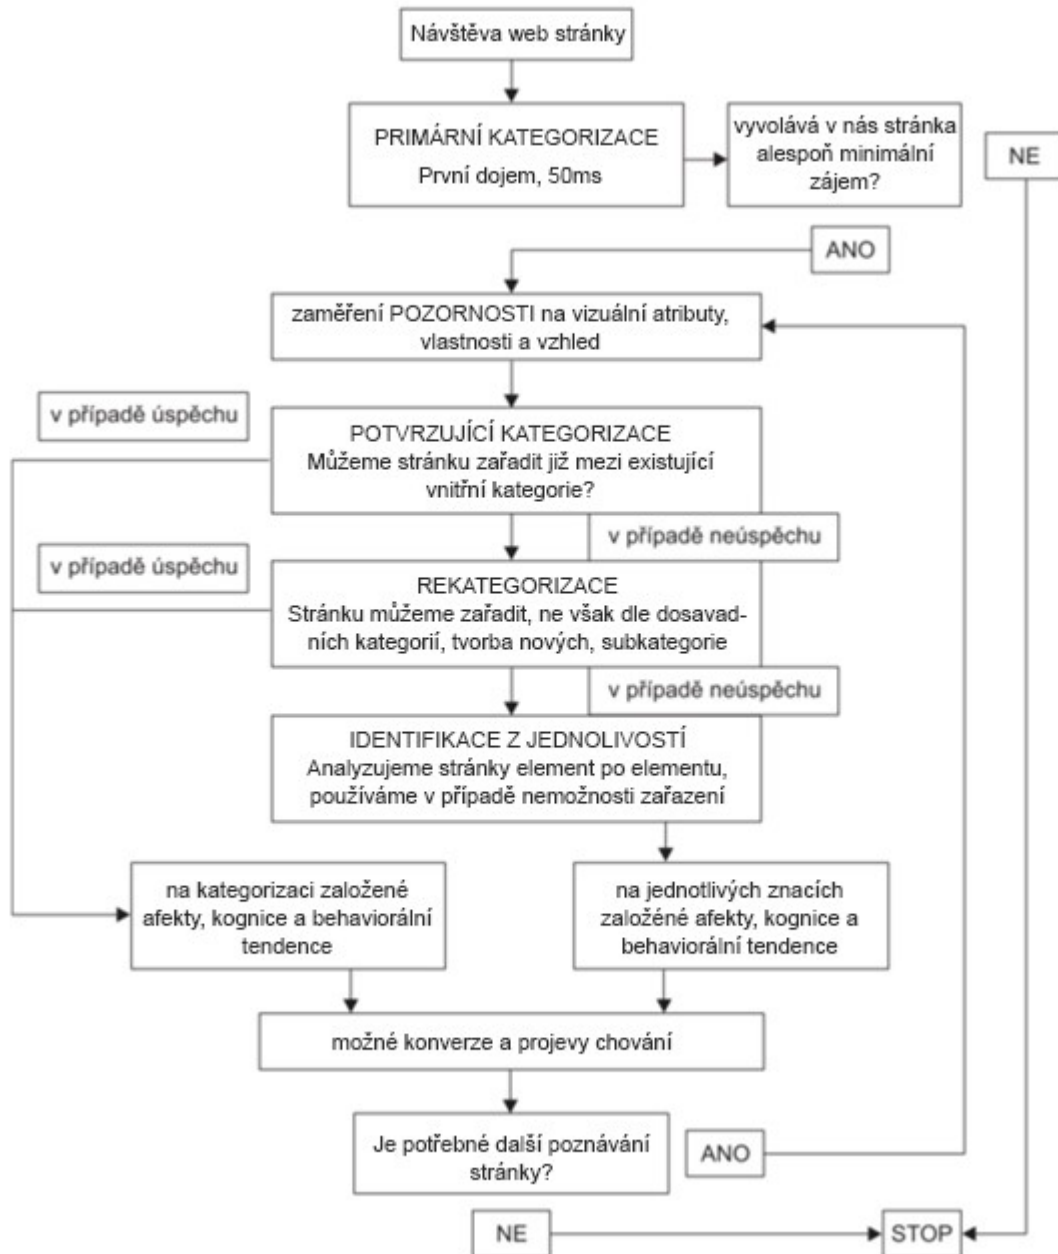 Návštěva web stránky
PRIMÁRNÍ KATEGORIZACE
První dojem, 50ms
vyvolává v nás stránka
alespoň minimální
zájem?
NE
ANO
zaměření POZORNOSTI na vizuální atributy,
vlastnosti a vzhled
v případě úspěchu
POTVRZUJÍCÍ KATEGORIZACE
Můžeme stránku zařadit již mezi existující
vnitřní kategorie?
v případě neúspěchu
v případě úspěchu
REKATEGORIZACE
Stránku můžeme zařadit, ne však dle dosavad-
ních kategorií, tvorba nových, subkategorie
v případě neúspěchu
IDENTIFIKACE Z JEDNOLIVOSTÍ
Analyzujeme stránky element po elementu,
používáme v případě nemožnosti zařazení
na kategorizaci založené
afekty, kognice a behaviorální
tendence
na jednotlivých znacích
založéné afekty, kognice a
behaviorální tendence
možné konverze a projevy chování
Je potřebné další poznávání
stránky?
ANO
NE
STOP